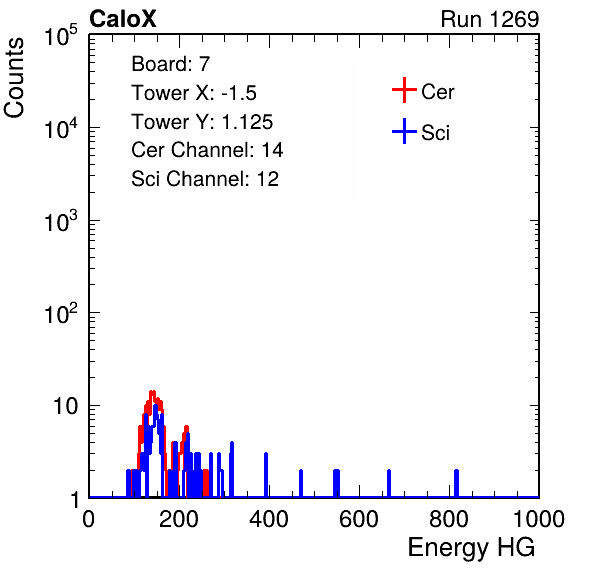 CaloX Run 1269
Board: 7
Tower X: -1.5
Tower Y: 1.125
Cer Channel: 14
Sci Channel: 12
Cer
Sci
Counts
10^5
10^4
10^3
10^2
10
1
0 200 400 600 800 1000
Energy HG